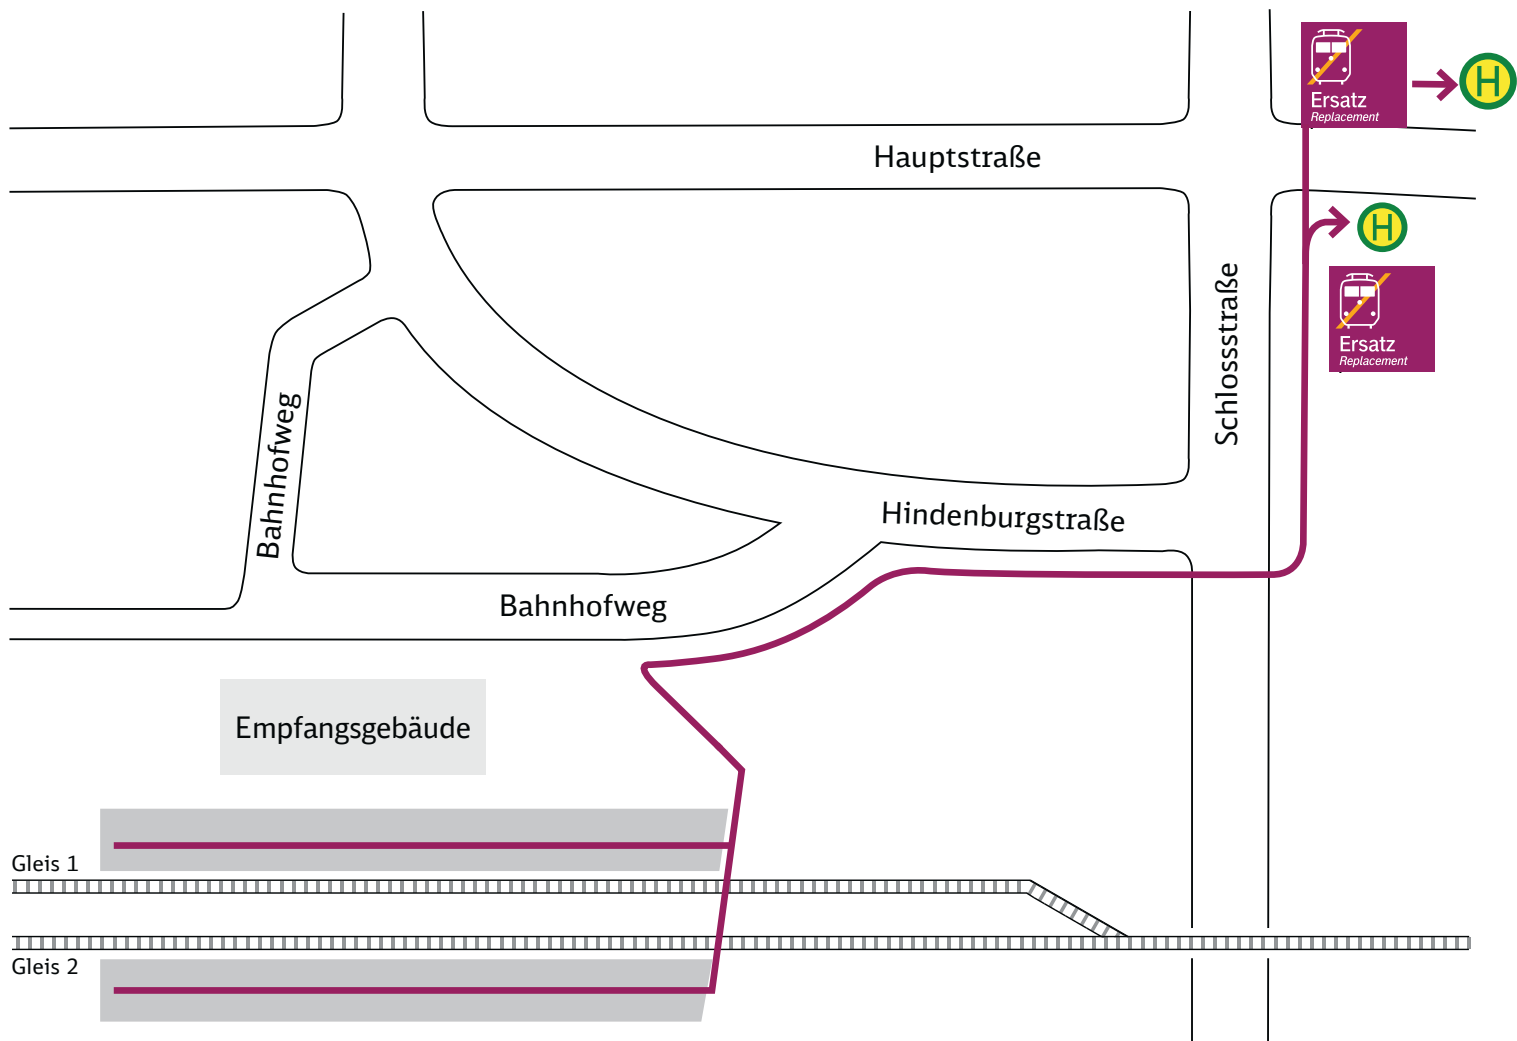 Ersatz
Replacement
H
Hauptstraße
H
Schlossstraße
Ersatz
Replacement
Bahnhofweg
Hindenburgstraße
Bahnhofweg
Empfangsgebäude
Gleis 1
Gleis 2